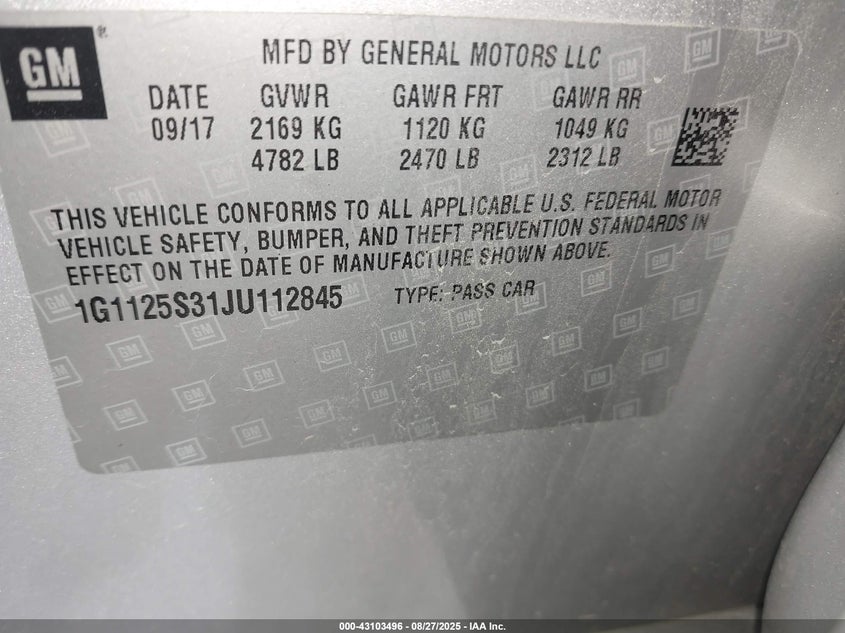 GM
MFD BY GENERAL MOTORS LLC
DATE GVWR GAWR FRT GAWR RR
09/17 2169 KG 1120 KG 1049 KG
4782 LB 2470 LB 2312 LB
THIS VEHICLE CONFORMS TO ALL APPLICABLE U.S. FEDERAL MOTOR
VEHICLE SAFETY, BUMPER, AND THEFT PREVENTION STANDARDS IN
EFFECT ON THE DATE OF MANUFACTURE SHOWN ABOVE.
1G1125S31JU112845 TYPE: PASS CAR
000-43103496 - 08/27/2025 - IAA Inc.